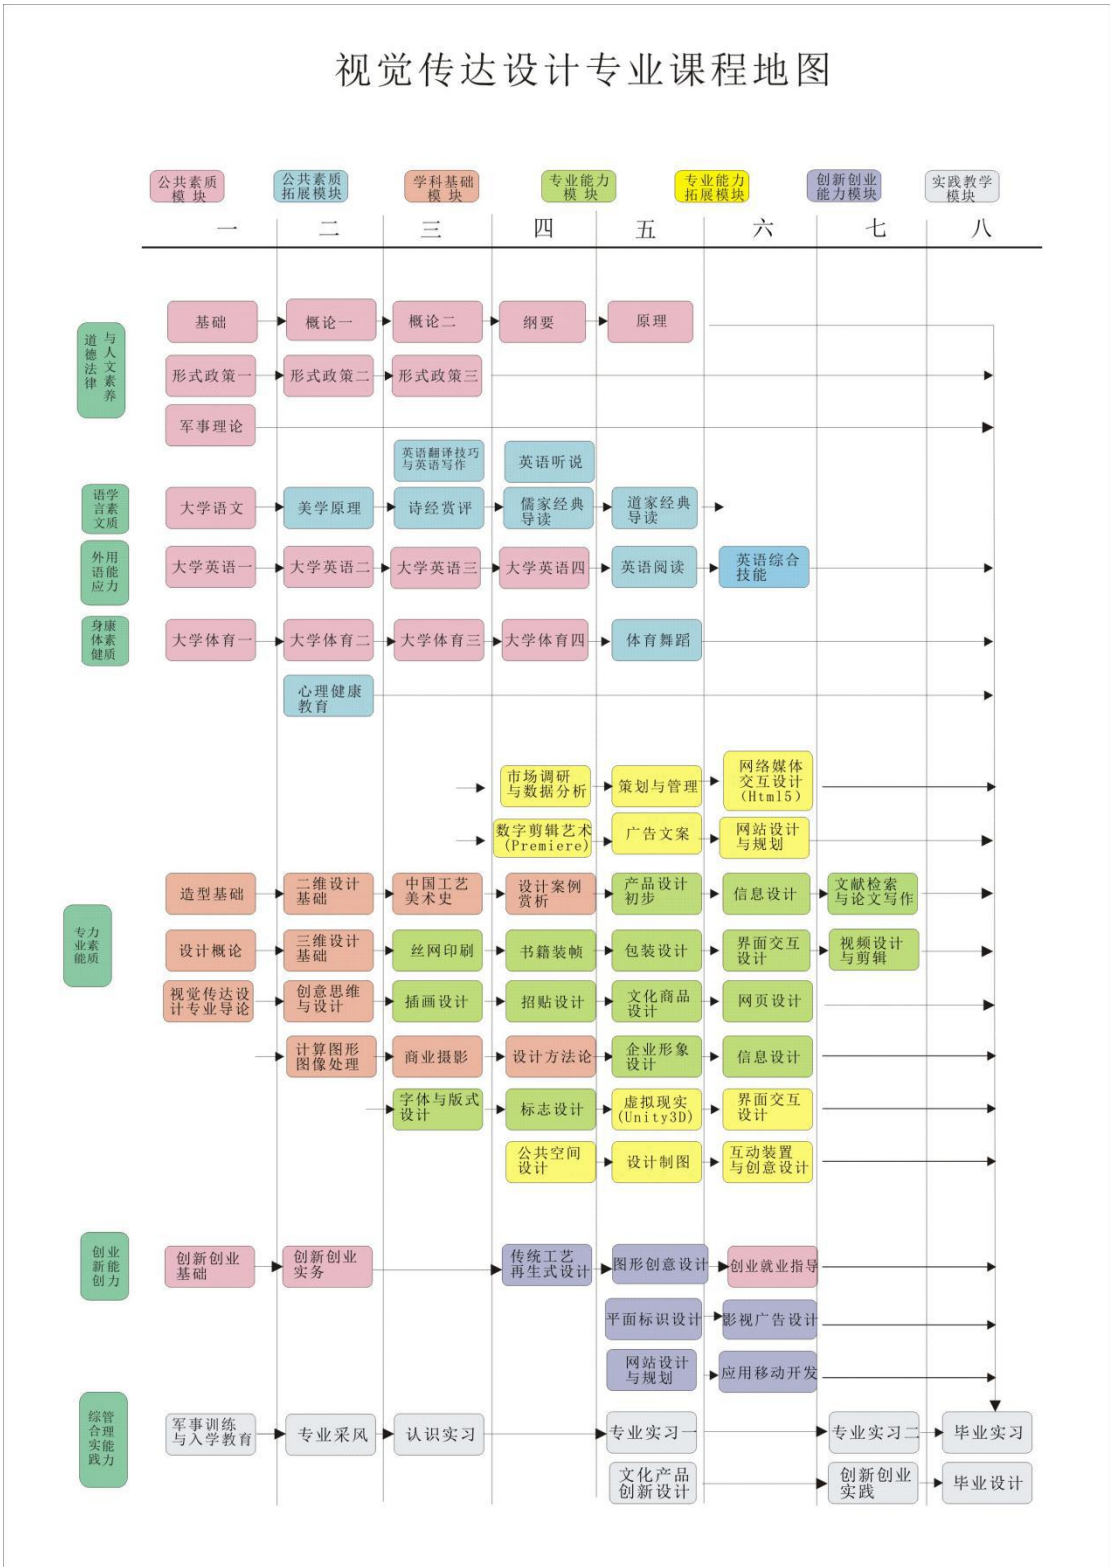 视觉传达设计专业课程地图
公共素质
模 块
公共素质
拓展模块
学科基础
模块
专业能力
模 块
专业能力
拓展模块
创新创业
能力模块
实践教学
模块
一 二 三 四 五 六 七 八
道德法律
与人文素养
基础 概论一 概论二 纲要 原理
形式政策一 形式政策二 形式政策三
军事理论
英语翻译技巧
与英语写作
英语听说
语学
言素
文质
大学语文 美学原理 诗经赏评
儒家经典
导读
道家经典
导读
外用
语能
应力
大学英语一 大学英语二 大学英语三 大学英语四 英语阅读
英语综合
技能
身康
体素
健质
大学体育一 大学体育二 大学体育三 大学体育四 体育舞蹈
心理健康
教育
市场调研
与数据分析
策划与管理
网络媒体
交互设计
(Html5)
数字剪辑艺术
(Premiere)
广告文案
网站设计
与规划
专力
业素
能质
造型基础
二维设计
基础
中国工艺
美术史
设计案例
赏析
产品设计
初步
信息设计
文献检索
与论文写作
设计概论
三维设计
基础
丝网印刷 书籍装帧 包装设计
界面交互
设计
视频设计
与剪辑
视觉传达设
计专业导论
创意思维
与设计
插画设计 招贴设计
文化商品
设计
网页设计
计算图形
图像处理
商业摄影 设计方法论
企业形象
设计
信息设计
字体与版式
设计
标志设计
虚拟现实
(Unity3D)
界面交互
设计
公共空间
设计
设计制图
互动装置
与创意设计
创业
新能
创力
创新创业
基础
创新创业
实务
传统工艺
再生式设计
图形创意设计 创业就业指导
平面标识设计 影视广告设计
网站设计
与规划
应用移动开发
综管
合理
实能
践力
军事训练
与入学教育
专业采风 认识实习 专业实习一 专业实习二 毕业实习
文化产品
创新设计
创新创业
实践
毕业设计